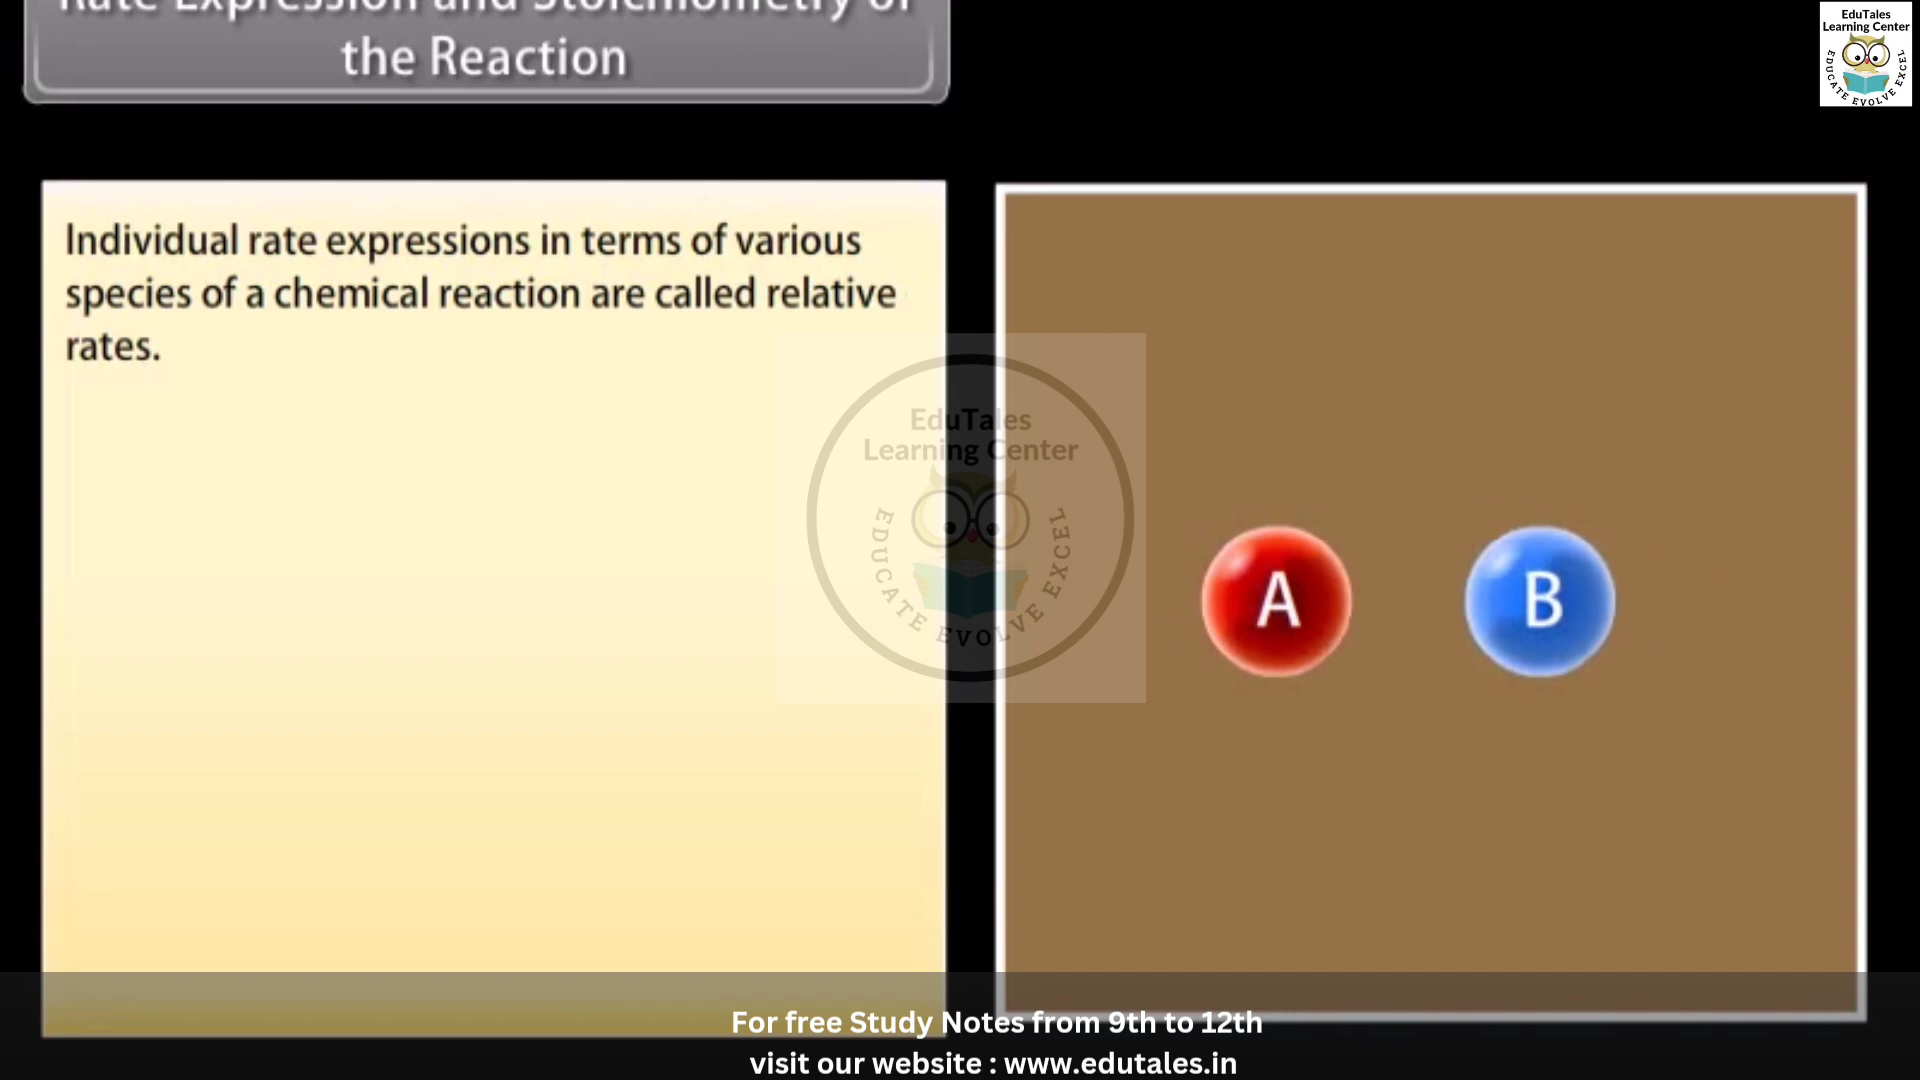 Rate Expression and Stoichiometry of
the Reaction
EduTales
Learning Center
EDUCATE EVOLVE EXCEL
Individual rate expressions in terms of various
species of a chemical reaction are called relative
rates.
EduTales
Learning Center
EDUCATE EVOLVE EXCEL
A B
For free Study Notes from 9th to 12th
visit our website : www.edutales.in